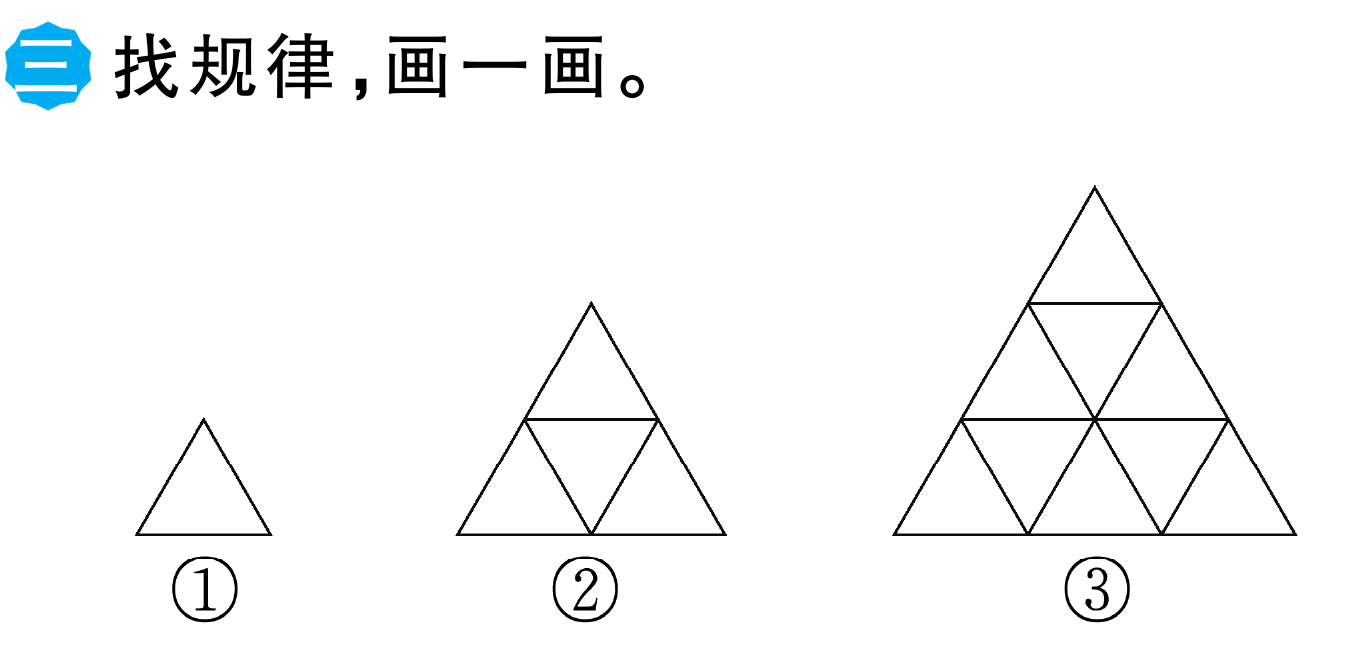 三 找规律,画一画。
① ② ③